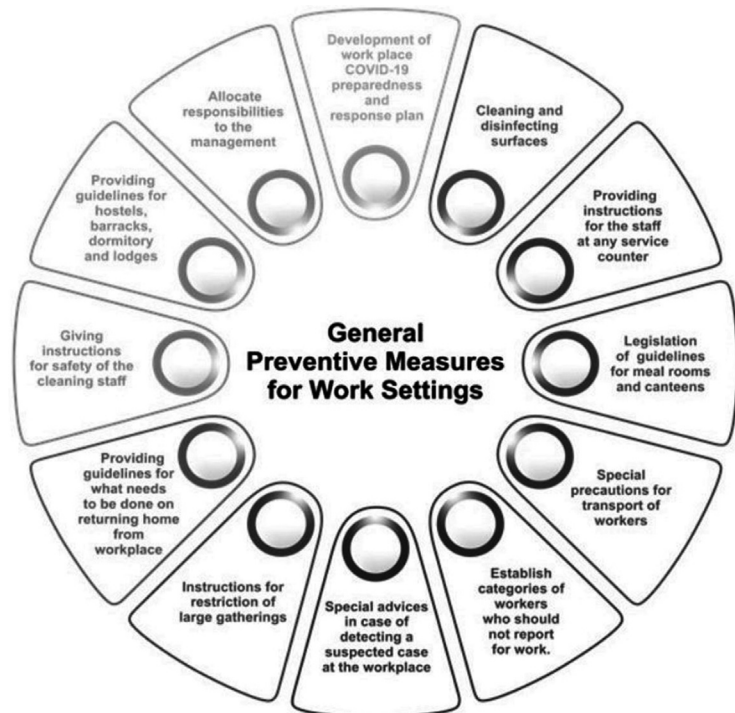 Development of
work place
COVID-19
preparedness
and
response plan
Cleaning and
disinfecting
surfaces
Providing
instructions
for the staff
at any service
counter
Legislation
of guidelines
for meal rooms
and canteens
Special
precautions for
transport of
workers
Establish
categories of
workers
who should
not report
for work.
Special advices
in case of
detecting a
suspected case
at the workplace
Instructions for
restriction of
large gatherings
Providing
guidelines for
what needs
to be done on
returning home
from
workplace
Giving
instructions
for safety of the
cleaning staff
Providing
guidelines for
hostels,
barracks,
dormitory
and lodges
Allocate
responsibilities
to the
management
General
Preventive Measures
for Work Settings